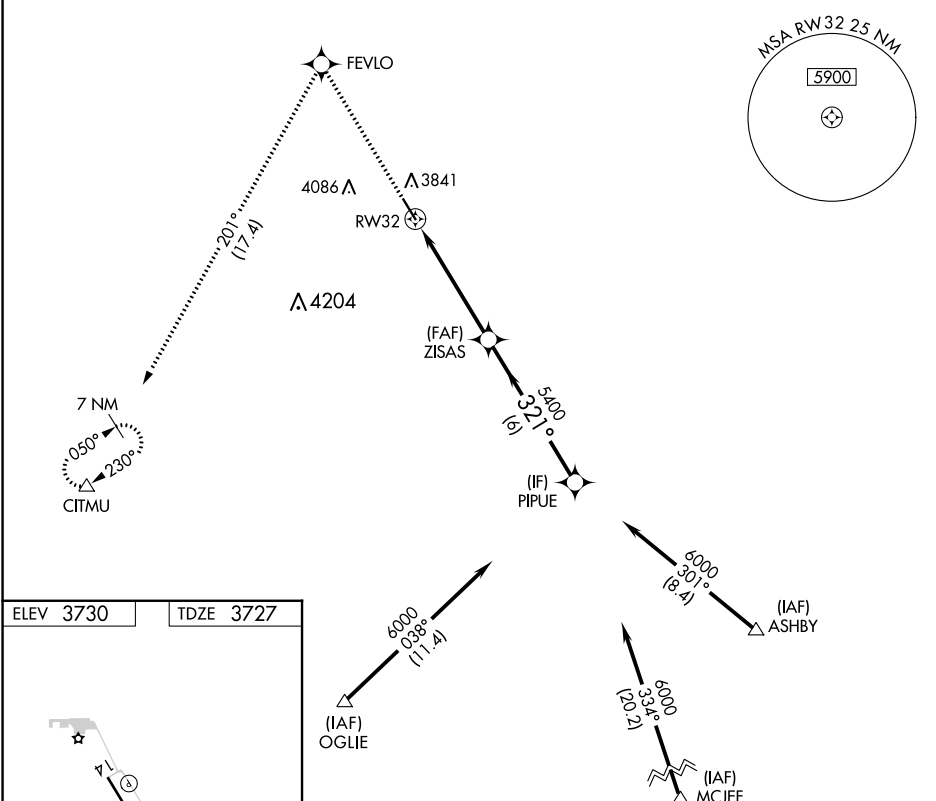 MSA RW32 25 NM
5900
FEVLO
4086
3841
RW32
201°
(17.4)
4204
(FAF)
ZISAS
5400
321°
(6)
7 NM
050°
230°
CITMU
(IF)
PIPUE
6000
301°
(8.4)
(IAF)
ASHBY
ELEV 3730
TDZE 3727
6000
038°
(11.4)
(IAF)
OGLIE
6000
334°
(20.2)
(IAF)
14
P